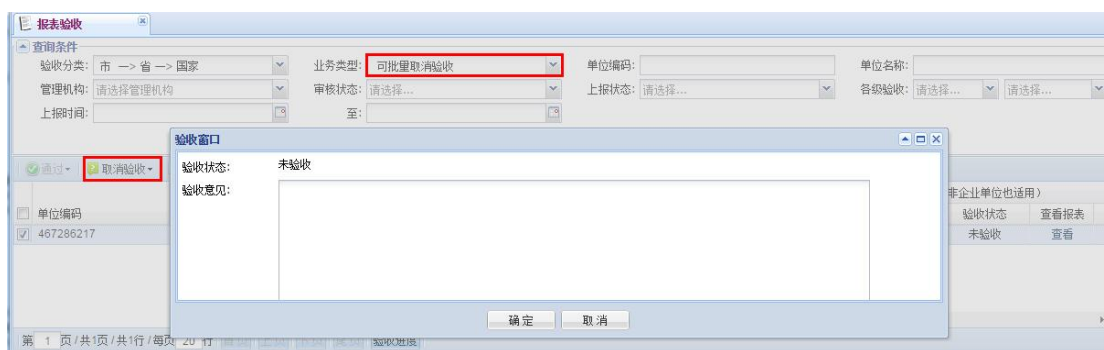 报表验收
查询条件
验收分类: 市 —> 省 —> 国家 业务类型: 可批量取消验收 单位编码: 单位名称:
管理机构: 请选择管理机构 审核状态: 请选择... 上报状态: 请选择... 各级验收: 请选择... 请选择...
上报时间: 至:
验收窗口
通过 取消验收 验收状态: 未验收
验收意见: 非企业单位也适用）
单位编码 验收状态 查看报表
467286217 未验收 查看
确定 取消
第 1 页/共1页/共1行/每页 20 行 验收进度